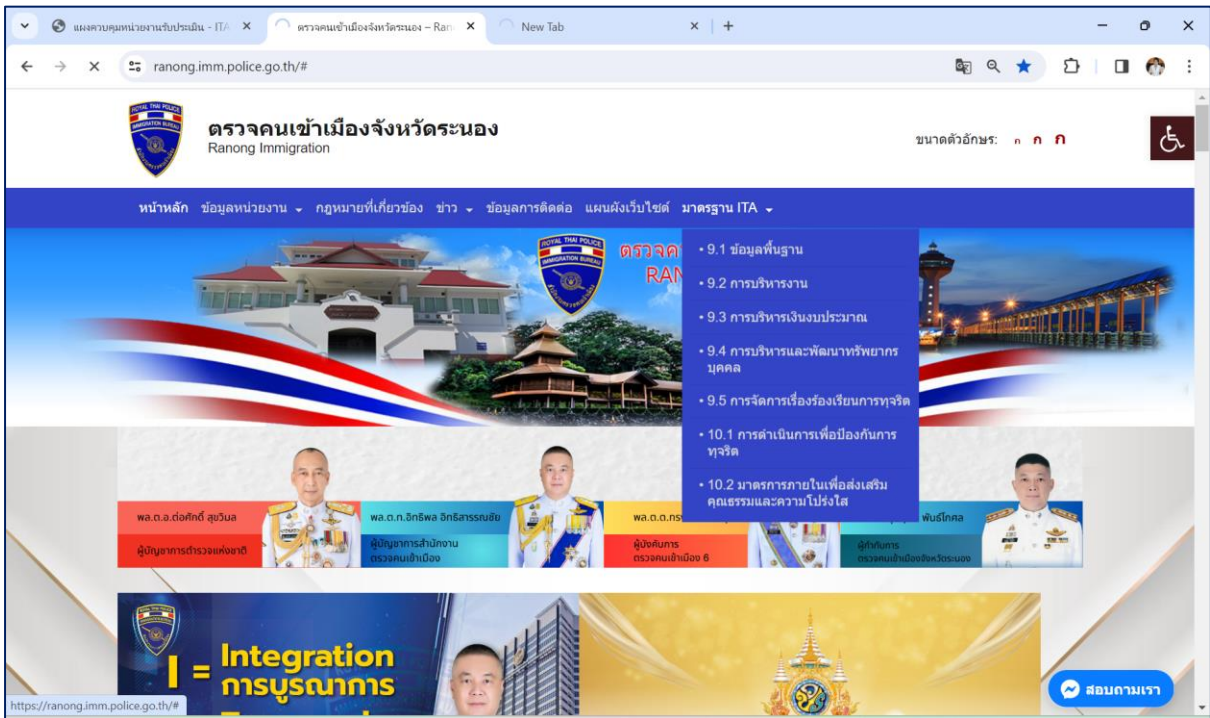 แผงควบคุมหน่วยงานรับประเมิน - ITA
ตรวจคนเข้าเมืองจังหวัดระนอง – Ran
New Tab
ranong.imm.police.go.th/#
ROYAL THAI POLICE
IMMIGRATION BUREAU
ตรวจคนเข้าเมืองจังหวัดระนอง
Ranong Immigration
ขนาดตัวอักษร: ก ก ก
หน้าหลัก ข้อมูลหน่วยงาน กฎหมายที่เกี่ยวข้อง ข่าว ข้อมูลการติดต่อ แผนผังเว็บไซต์ มาตรฐาน ITA
ROYAL THAI POLICE
IMMIGRATION BUREAU
ตรวจค
RAN
• 9.1 ข้อมูลพื้นฐาน
• 9.2 การบริหารงาน
• 9.3 การบริหารเงินงบประมาณ
• 9.4 การบริหารและพัฒนาทรัพยากร
บุคคล
• 9.5 การจัดการเรื่องร้องเรียนการทุจริต
• 10.1 การดำเนินการเพื่อป้องกันการ
ทุจริต
• 10.2 มาตรการภายในเพื่อส่งเสริม
คุณธรรมและความโปร่งใส
พล.ต.อ.ต่อศักดิ์ สุขวิมล
ผู้บัญชาการตำรวจแห่งชาติ
พล.ต.ท.อิทธิพล อิทธิสารรณชัย
ผู้บัญชาการสำนักงาน
ตรวจคนเข้าเมือง
พล.ต.ต.ทร
ผู้บังคับการ
ตรวจคนเข้าเมือง 6
พันธ์โกศล
ผู้กำกับการ
ตรวจคนเข้าเมืองจังหวัดระนอง
I = Integration
การบูรณาการ
สอบถามเรา
https://ranong.imm.police.go.th/#